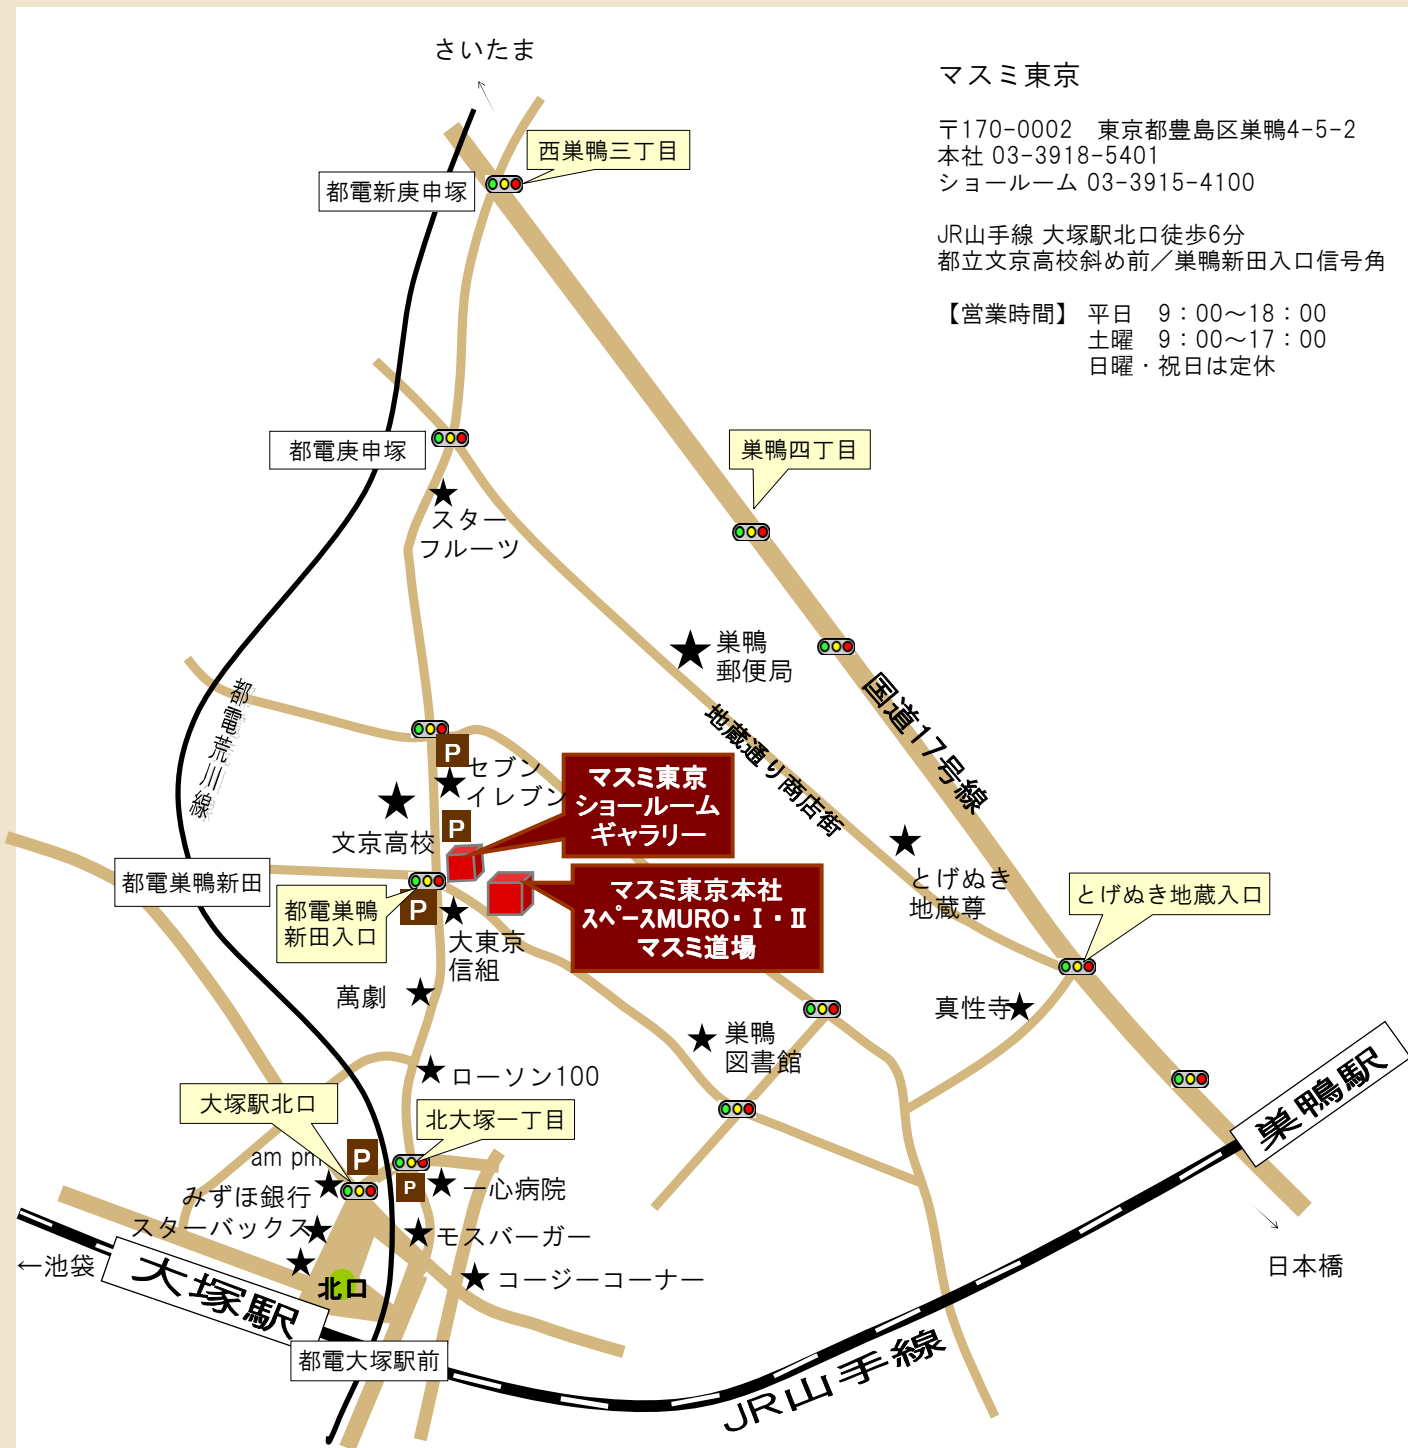 さいたま
マスミ東京
〒170-0002　東京都豊島区巣鴨4-5-2
本社 03-3918-5401
ショールーム 03-3915-4100
JR山手線 大塚駅北口徒歩6分
都立文京高校斜め前／巣鴨新田入口信号角
【営業時間】 平日　9：00～18：00
土曜　9：00～17：00
日曜・祝日は定休
西巣鴨三丁目
都電新庚申塚
都電庚申塚
巣鴨四丁目
スター
フルーツ
巣鴨
郵便局
国道17号線
地蔵通り商店街
都電荒川線
P
セブン
イレブン
マスミ東京
ショールーム
ギャラリー
P
文京高校
都電巣鴨新田
マスミ東京本社
スペースMURO・Ⅰ・Ⅱ
マスミ道場
とげぬき
地蔵尊
とげぬき地蔵入口
都電巣鴨
新田入口
P
大東京
信組
萬劇
真性寺
巣鴨
図書館
ローソン100
大塚駅北口
北大塚一丁目
巣鴨駅
am pm
P
P
一心病院
みずほ銀行
スターバックス
モスバーガー
←池袋
大塚駅
北口
コージーコーナー
日本橋
都電大塚駅前
JR山手線